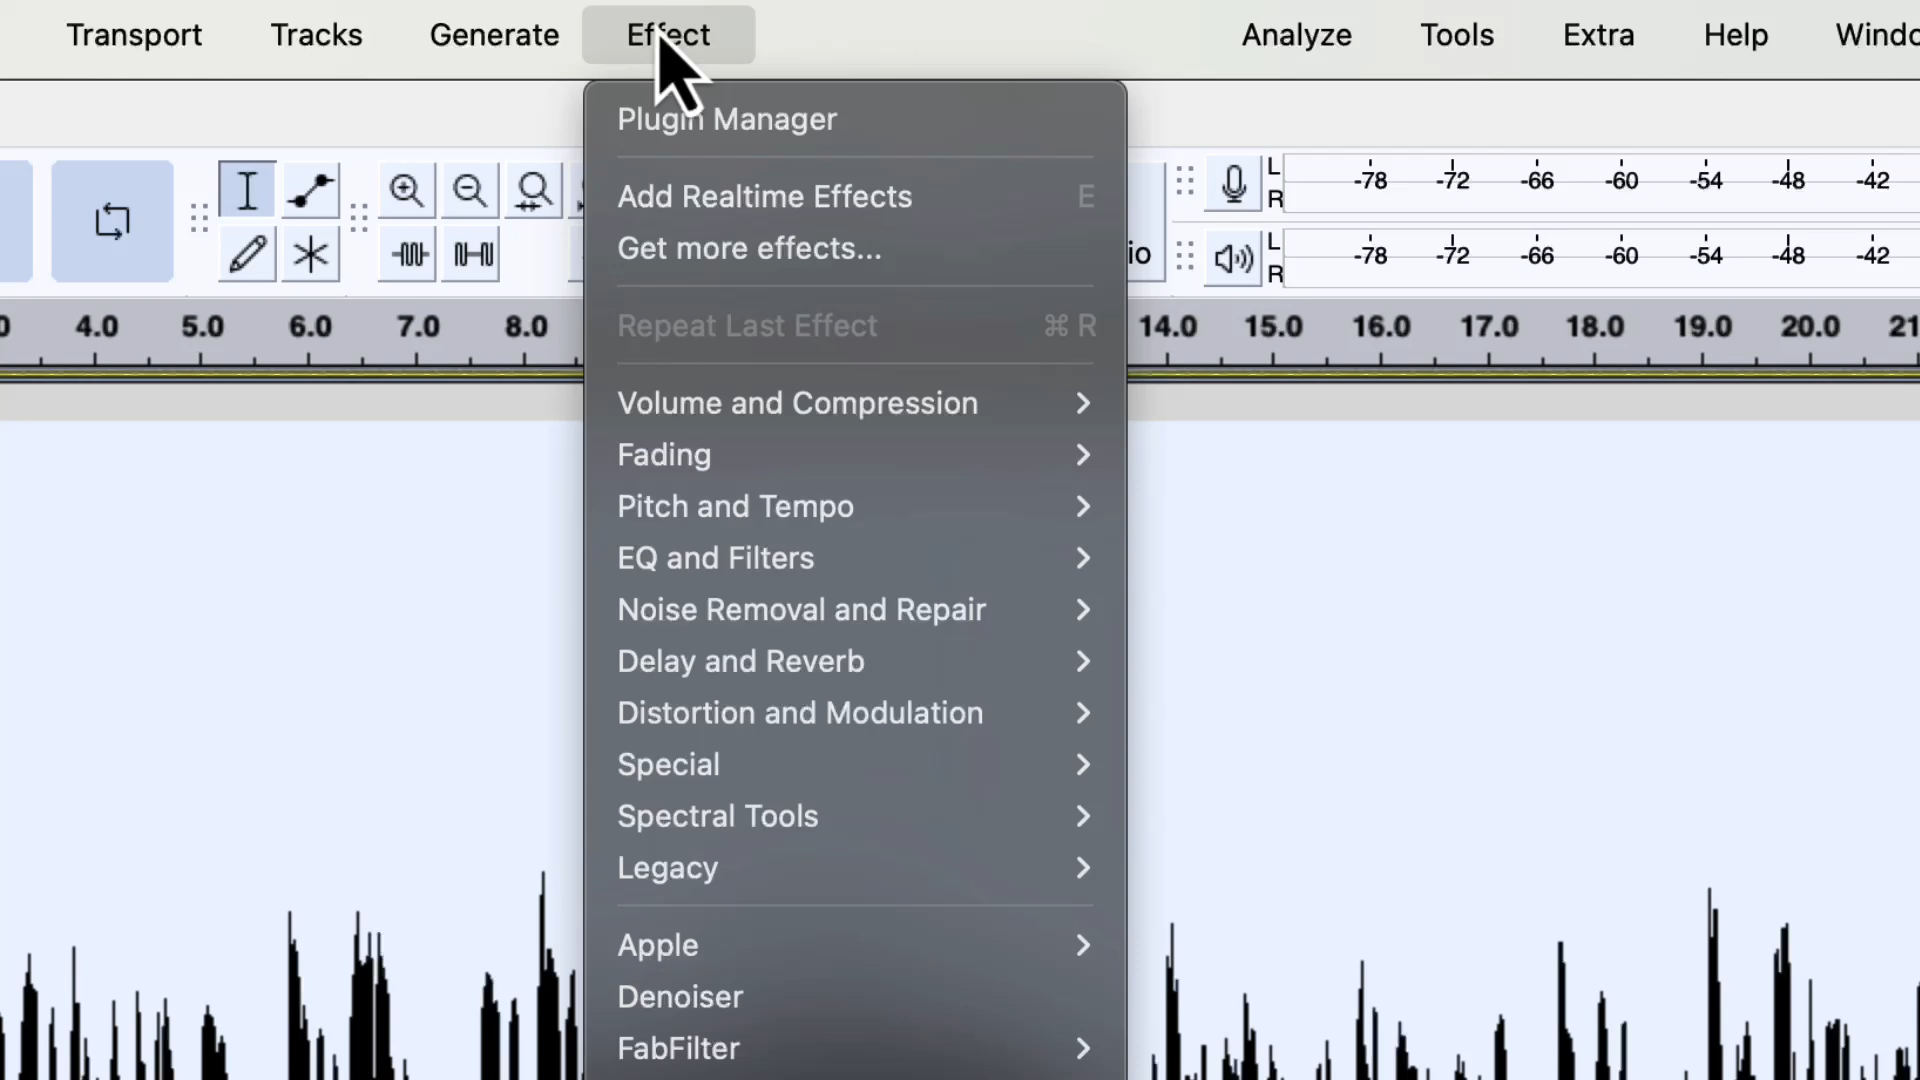 Transport Tracks Generate Effect Analyze Tools Extra Help
Plugin Manager
Add Realtime Effects E
Get more effects...
Repeat Last Effect ⌘ R
Volume and Compression
Fading
Pitch and Tempo
EQ and Filters
Noise Removal and Repair
Delay and Reverb
Distortion and Modulation
Special
Spectral Tools
Legacy
Apple
Denoiser
FabFilter
L
R
-78 -72 -66 -60 -54 -48 -42
io
L
R
-78 -72 -66 -60 -54 -48 -42
4.0 5.0 6.0 7.0 8.0 14.0 15.0 16.0 17.0 18.0 19.0 20.0 21